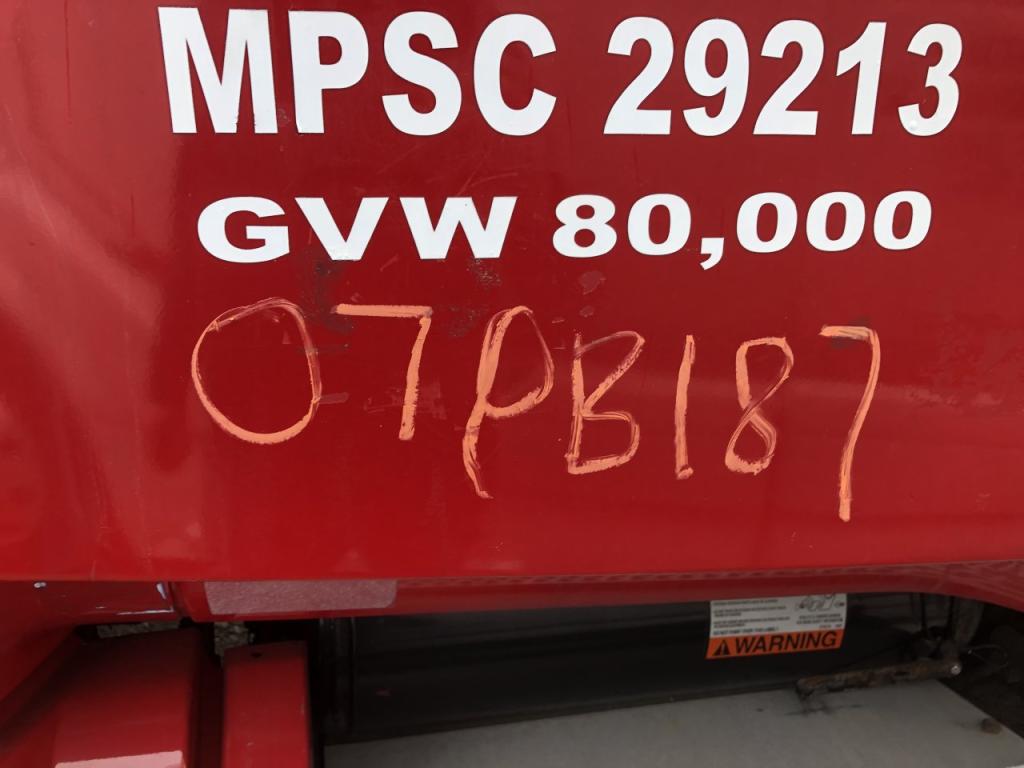 MPSC 29213
GVW 80,000
07PB187
WARNING